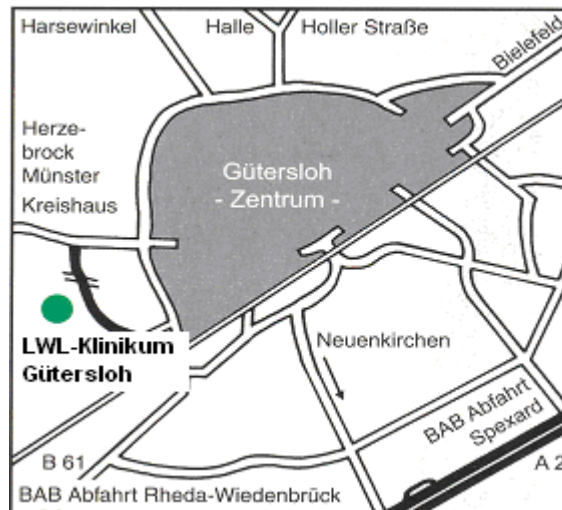 Harsewinkel
Halle
Holler Straße
Bielefeld
Herze-
brock
Münster
Kreishaus
Gütersloh
- Zentrum -
LWL-Klinikum
Gütersloh
Neuenkirchen
BAB Abfahrt
Spexard
B 61
A 2
BAB Abfahrt Rheda-Wiedenbrück